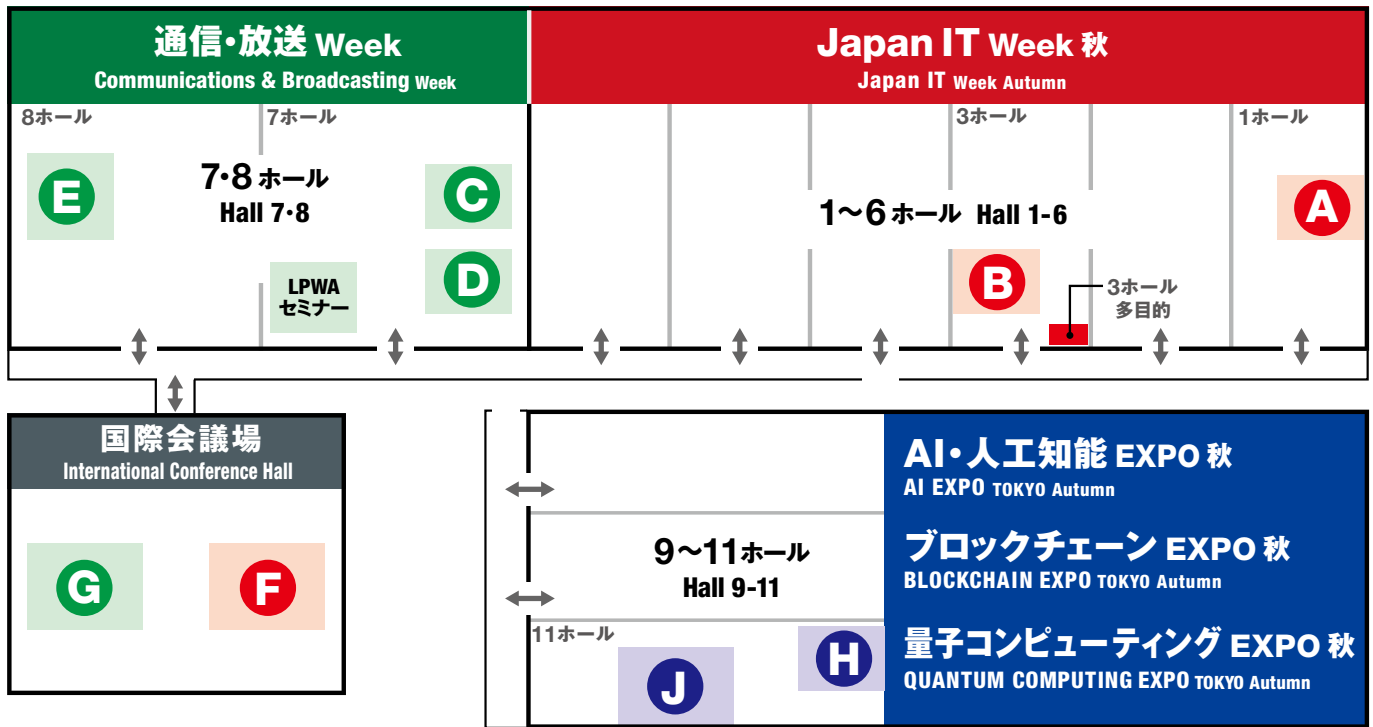 通信・放送 Week
Communications & Broadcasting Week
Japan IT Week 秋
Japan IT Week Autumn
8ホール
7ホール
3ホール
1ホール
E
7・8 ホール
Hall 7・8
C
D
LPWA
セミナー
1〜6 ホール Hall 1-6
A
B
3ホール
多目的
国際会議場
International Conference Hall
G
F
9〜11 ホール
Hall 9-11
11ホール
J
H
AI・人工知能 EXPO 秋
AI EXPO TOKYO Autumn
ブロックチェーン EXPO 秋
BLOCKCHAIN EXPO TOKYO Autumn
量子コンピューティング EXPO 秋
QUANTUM COMPUTING EXPO TOKYO Autumn